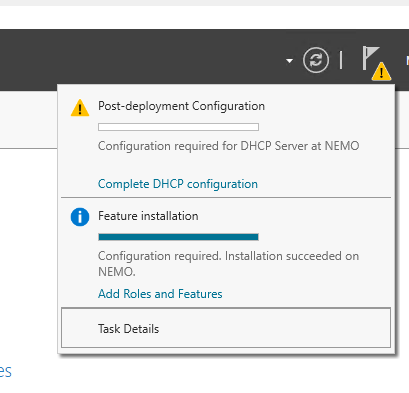 Post-deployment Configuration
Configuration required for DHCP Server at NEMO
Complete DHCP configuration
Feature installation
Configuration required. Installation succeeded on
NEMO.
Add Roles and Features
Task Details
es